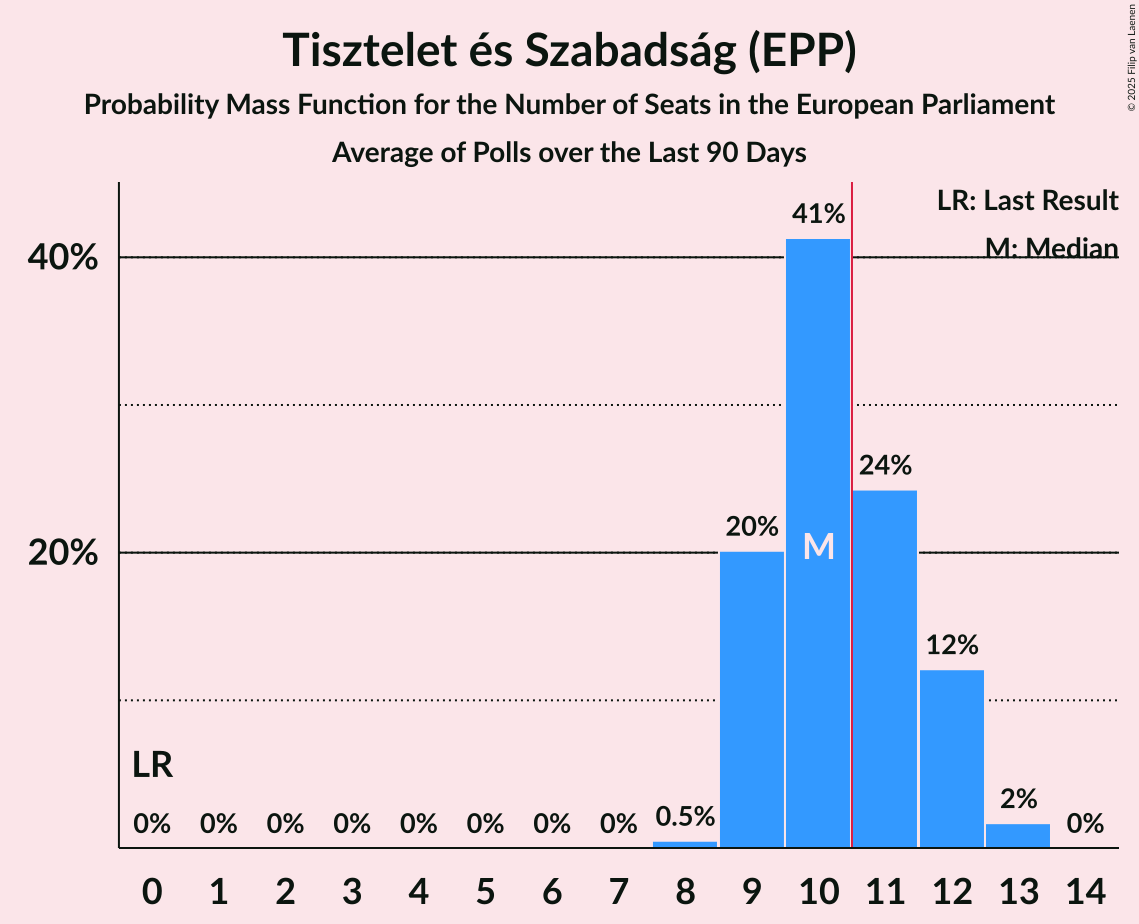 Tisztelet és Szabadság (EPP)
Probability Mass Function for the Number of Seats in the European Parliament
Average of Polls over the Last 90 Days
© 2025 Filip van Laenen
LR: Last Result
M: Median
41%
40%
24%
20%
M
20%
12%
LR
0% 0% 0% 0% 0% 0% 0% 0% 0.5% 2% 0%
0 1 2 3 4 5 6 7 8 9 10 11 12 13 14